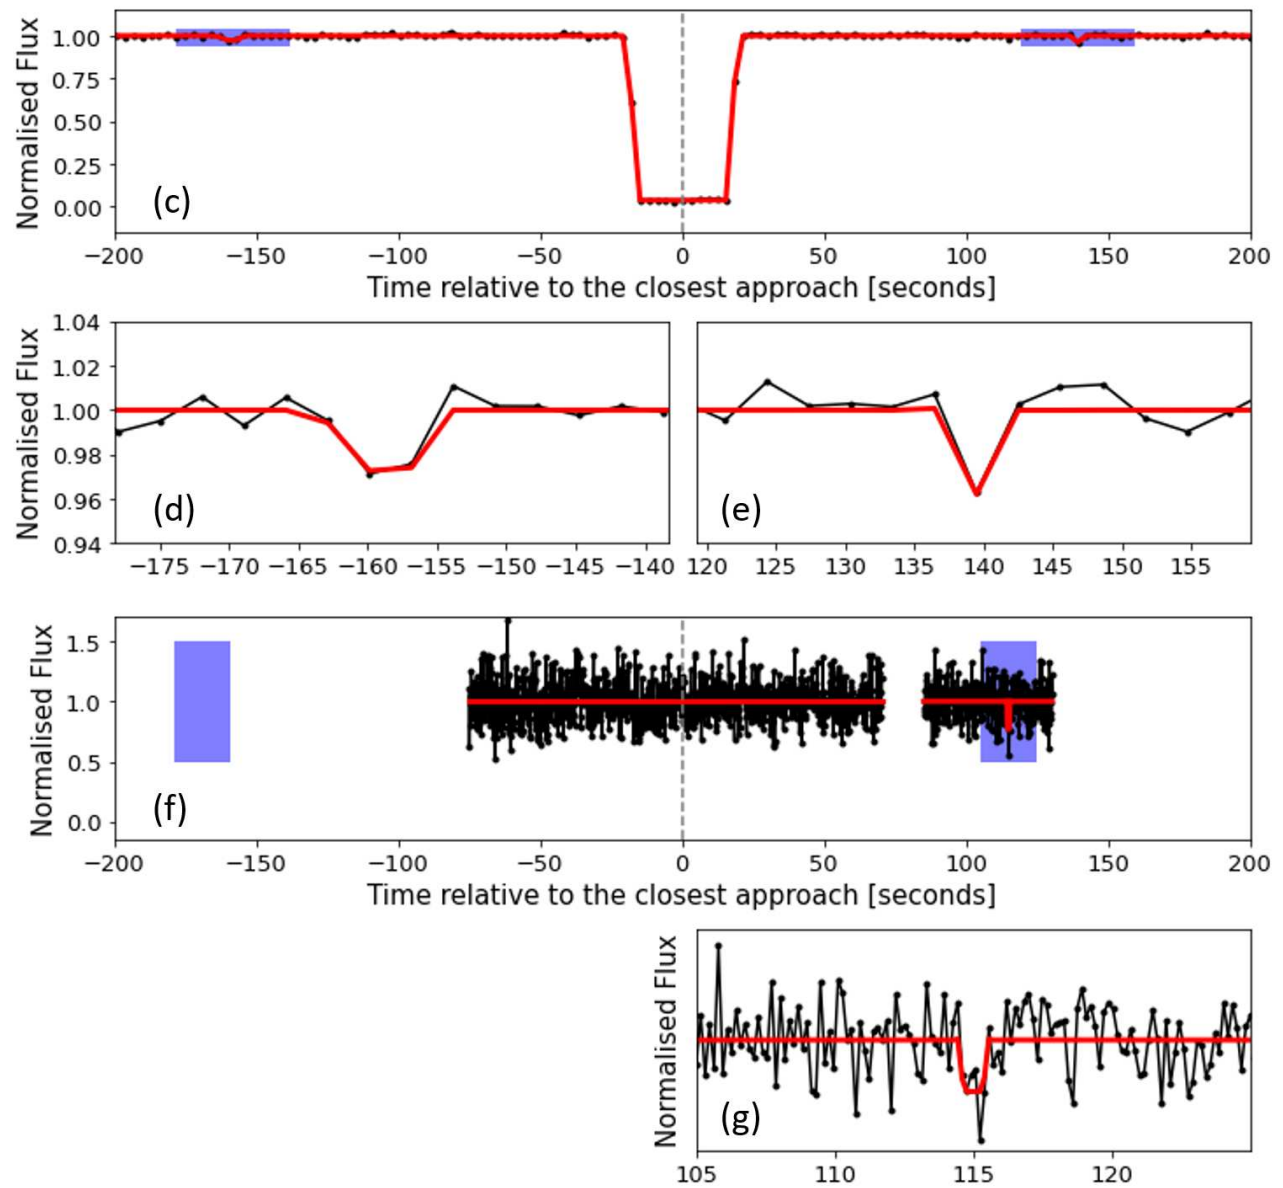 Normalised Flux
1.00
0.75
0.50
0.25
0.00
(c)
−200 −150 −100 −50 0 50 100 150 200
Time relative to the closest approach [seconds]
Normalised Flux
1.04
1.02
1.00
0.98
0.96
0.94
(d)
−175 −170 −165 −160 −155 −150 −145 −140
(e)
120 125 130 135 140 145 150 155
Normalised Flux
1.5
1.0
0.5
0.0
(f)
−200 −150 −100 −50 0 50 100 150 200
Time relative to the closest approach [seconds]
Normalised Flux
(g)
105 110 115 120